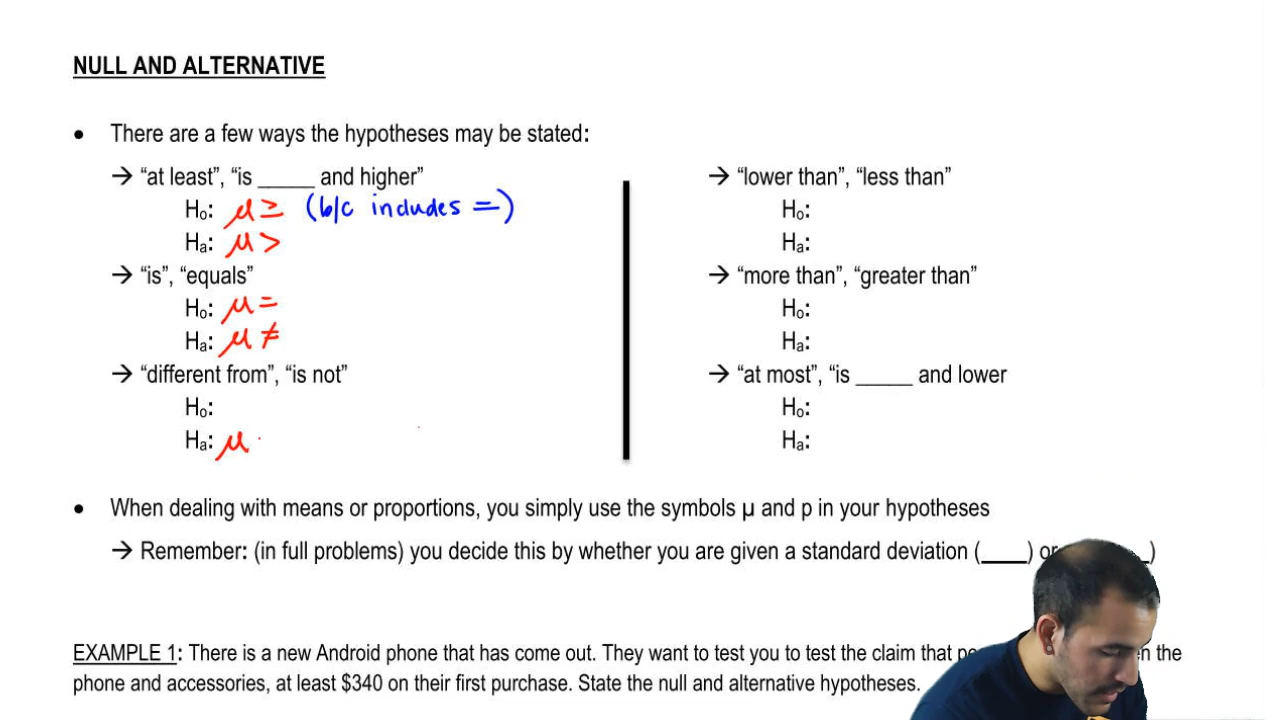 NULL AND ALTERNATIVE
• There are a few ways the hypotheses may be stated:
→ “at least”, “is _____ and higher”
H₀: μ ≥ (b/c includes =)
Hₐ: μ >
→ “is”, “equals”
H₀: μ =
Hₐ: μ ≠
→ “different from”, “is not”
H₀:
Hₐ: μ
→ “lower than”, “less than”
H₀:
Hₐ:
→ “more than”, “greater than”
H₀:
Hₐ:
→ “at most”, “is _____ and lower
H₀:
Hₐ:
• When dealing with means or proportions, you simply use the symbols μ and p in your hypotheses
→ Remember: (in full problems) you decide this by whether you are given a standard deviation (____) or )
EXAMPLE 1: There is a new Android phone that has come out. They want to test you to test the claim that the
phone and accessories, at least $340 on their first purchase. State the null and alternative hypotheses.